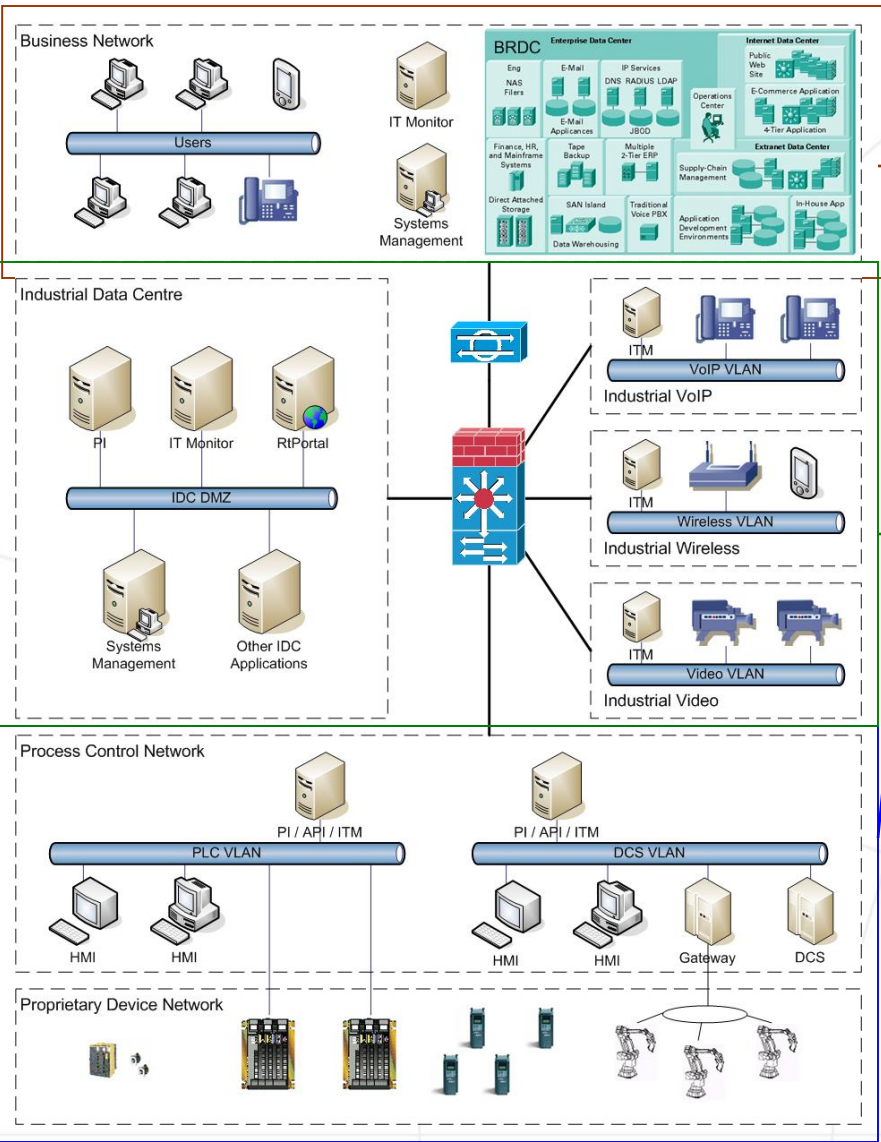 Business Network
Users
IT Monitor
Systems
Management
BRDC
Enterprise Data Center
Eng
NAS
Filers
E-Mail
E-Mail
Applicances
IP Services
DNS RADIUS LDAP
JBOD
Operations
Center
Internet Data Center
Public
Web
Site
E-Commerce Application
4-Tier Application
Finance, HR,
and Mainframe
Systems
Tape
Backup
Multiple
2-Tier ERP
Extranet Data Center
Supply-Chain
Management
Direct Attached
Storage
SAN Island
Data Warehousing
Traditional
Voice PBX
Application
Development
Environments
In-House App
Industrial Data Centre
PI
IT Monitor
RtPortal
IDC DMZ
Systems
Management
Other IDC
Applications
ITM
VoIP VLAN
Industrial VoIP
ITM
Wireless VLAN
Industrial Wireless
ITM
Video VLAN
Industrial Video
Process Control Network
PI / API / ITM
PLC VLAN
HMI
HMI
PI / API / ITM
DCS VLAN
HMI
HMI
Gateway
DCS
Proprietary Device Network